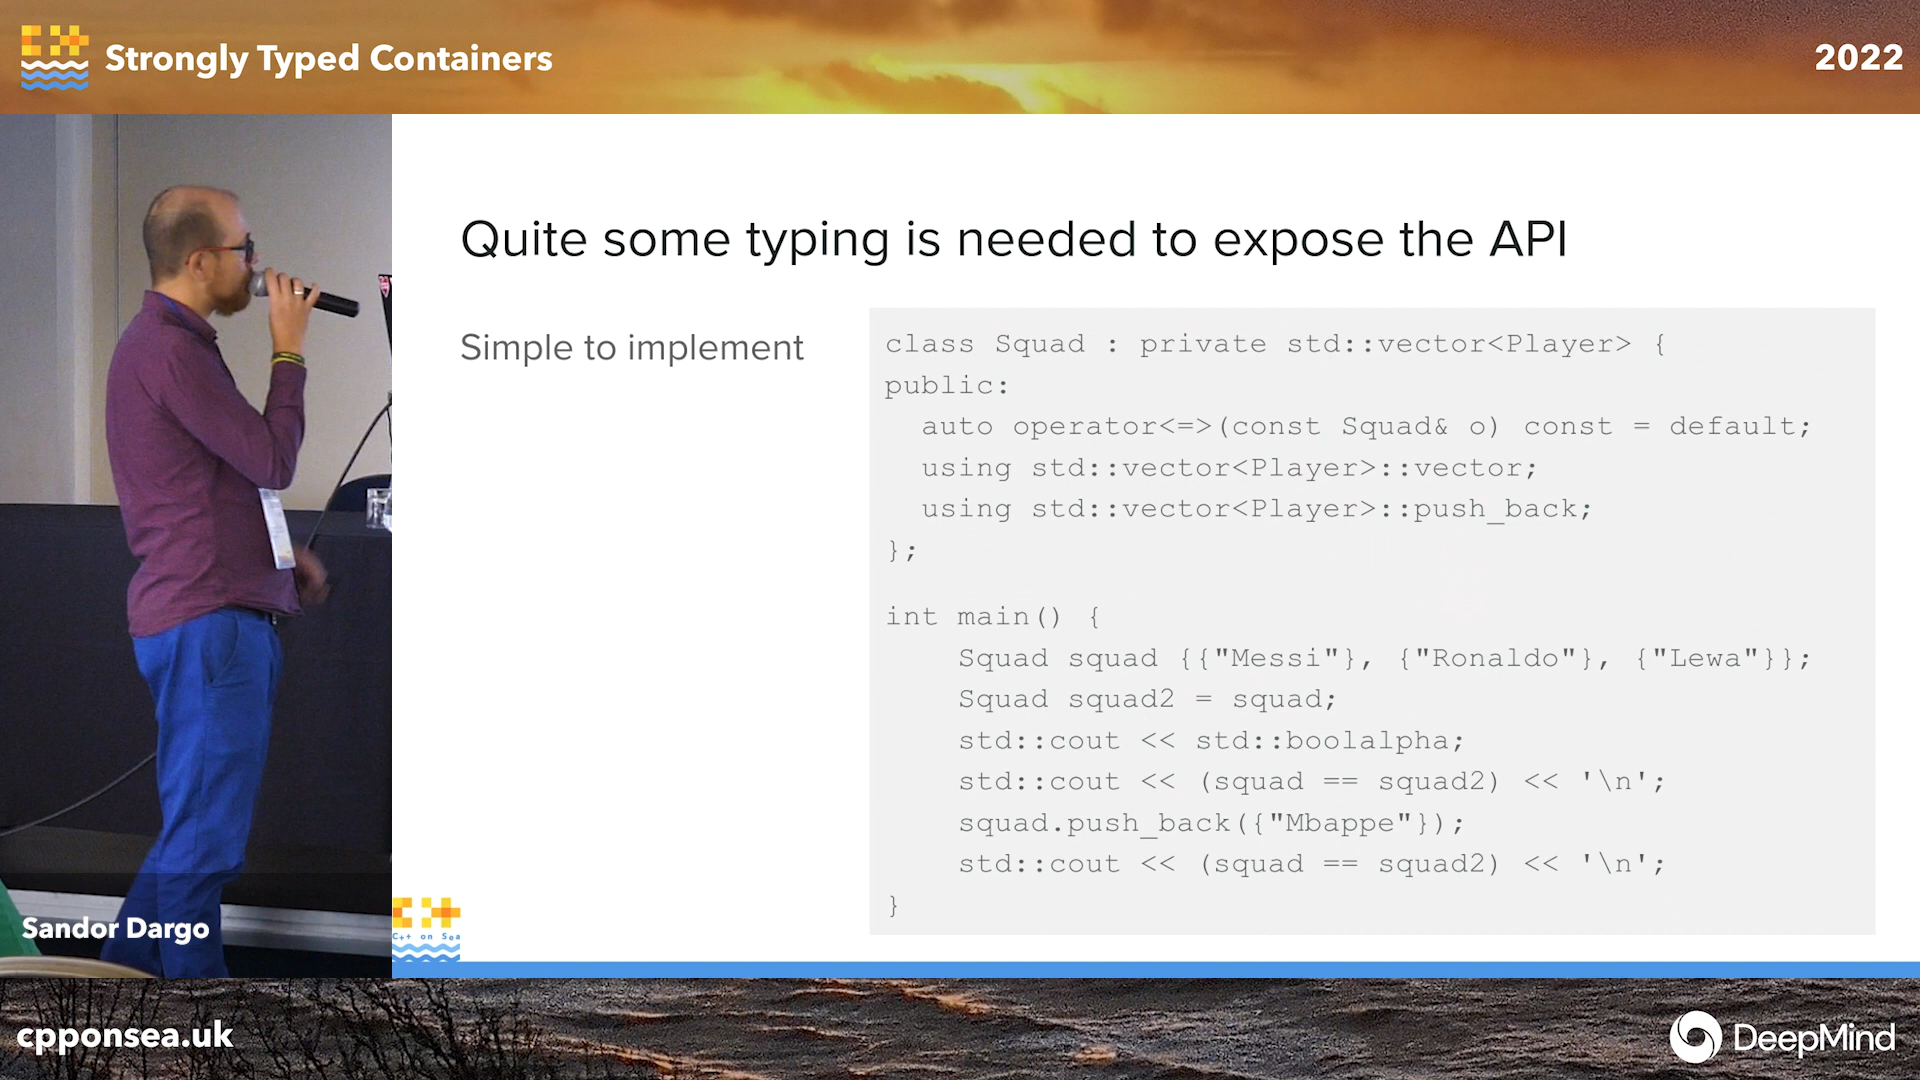 Strongly Typed Containers
2022
Quite some typing is needed to expose the API
Simple to implement
class Squad : private std::vector<Player> {
public:
  auto operator<=>(const Squad& o) const = default;
  using std::vector<Player>::vector;
  using std::vector<Player>::push_back;
};
int main() {
    Squad squad {{"Messi"}, {"Ronaldo"}, {"Lewa"}};
    Squad squad2 = squad;
    std::cout << std::boolalpha;
    std::cout << (squad == squad2) << '\n';
    squad.push_back({"Mbappe"});
    std::cout << (squad == squad2) << '\n';
}
Sandor Dargo
C++ on Sea
cpponsea.uk
DeepMind